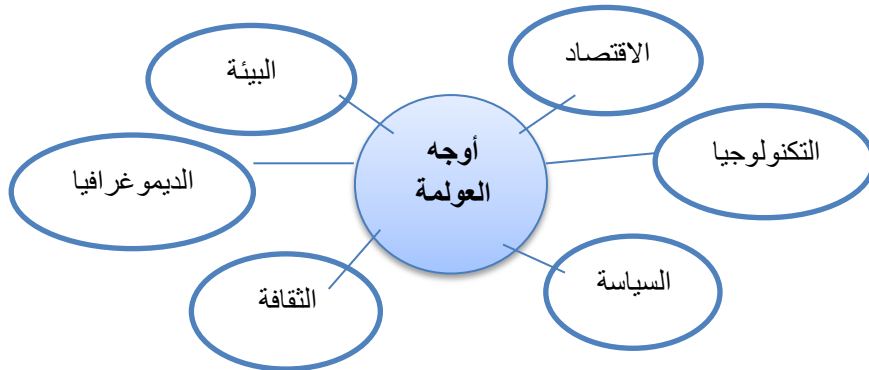 الاقتصاد
البيئة
أوجه
العولمة
التكنولوجيا
الديموغرافيا
السياسة
الثقافة